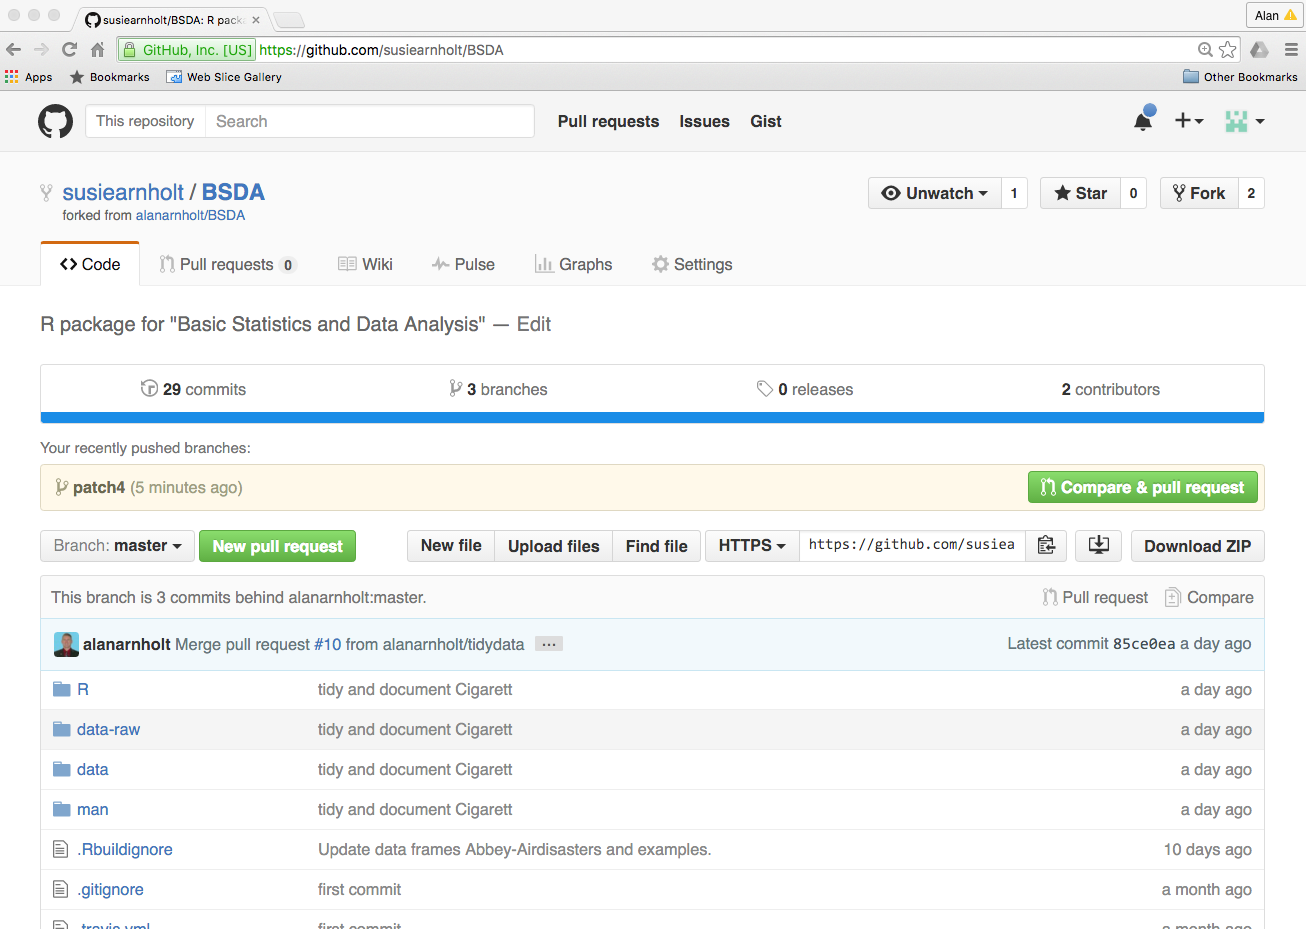 susiearnholt/BSDA: R pack
Alan
GitHub, Inc. [US] https://github.com/susiearnholt/BSDA
Apps Bookmarks Web Slice Gallery Other Bookmarks
This repository Search Pull requests Issues Gist
susiearnholt / BSDA Unwatch 1 Star 0 Fork 2
forked from alanarnholt/BSDA
Code Pull requests 0 Wiki Pulse Graphs Settings
R package for "Basic Statistics and Data Analysis" — Edit
29 commits 3 branches 0 releases 2 contributors
Your recently pushed branches:
patch4 (5 minutes ago) Compare & pull request
Branch: master New pull request New file Upload files Find file HTTPS https://github.com/susiea Download ZIP
This branch is 3 commits behind alanarnholt:master. Pull request Compare
alanarnholt Merge pull request #10 from alanarnholt/tidydata ... Latest commit 85ce0ea a day ago
R tidy and document Cigarett a day ago
data-raw tidy and document Cigarett a day ago
data tidy and document Cigarett a day ago
man tidy and document Cigarett a day ago
.Rbuildignore Update data frames Abbey-Airdisasters and examples. 10 days ago
.gitignore first commit a month ago
.travis.yml first commit a month ago